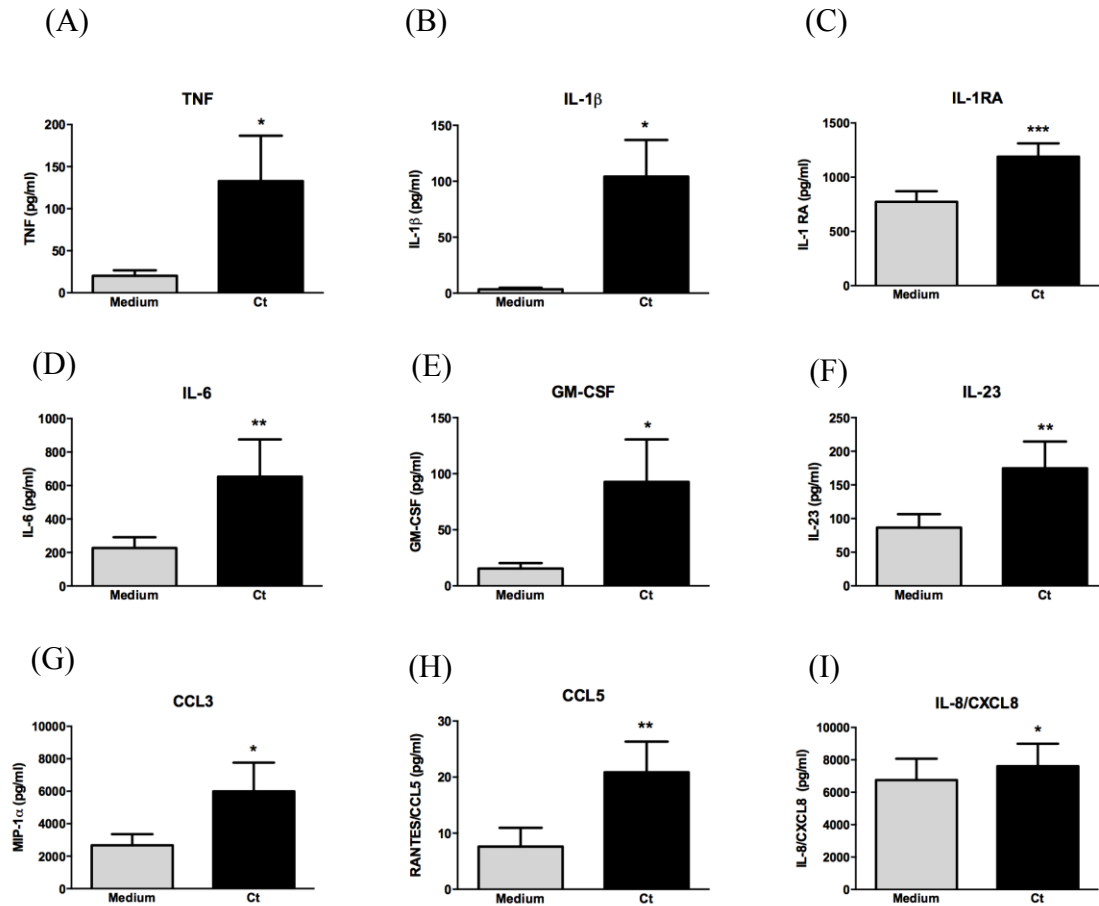 (A)
(B)
(C)
TNF
IL-1β
IL-1RA
*
*
***
TNF (pg/ml)
200
150
100
50
0
Medium
Ct
IL-1β (pg/ml)
150
100
50
0
Medium
Ct
IL-1 RA (pg/ml)
1500
1000
500
0
Medium
Ct
(D)
(E)
(F)
IL-6
GM-CSF
IL-23
**
*
**
IL-6 (pg/ml)
1000
800
600
400
200
0
Medium
Ct
GM-CSF (pg/ml)
150
100
50
0
Medium
Ct
IL-23 (pg/ml)
250
200
150
100
50
0
Medium
Ct
(G)
(H)
(I)
CCL3
CCL5
IL-8/CXCL8
*
**
*
MIP-1α (pg/ml)
10000
8000
6000
4000
2000
0
Medium
Ct
RANTES/CCL5 (pg/ml)
30
20
10
0
Medium
Ct
IL-8/CXCL8 (pg/ml)
10000
8000
6000
4000
2000
0
Medium
Ct